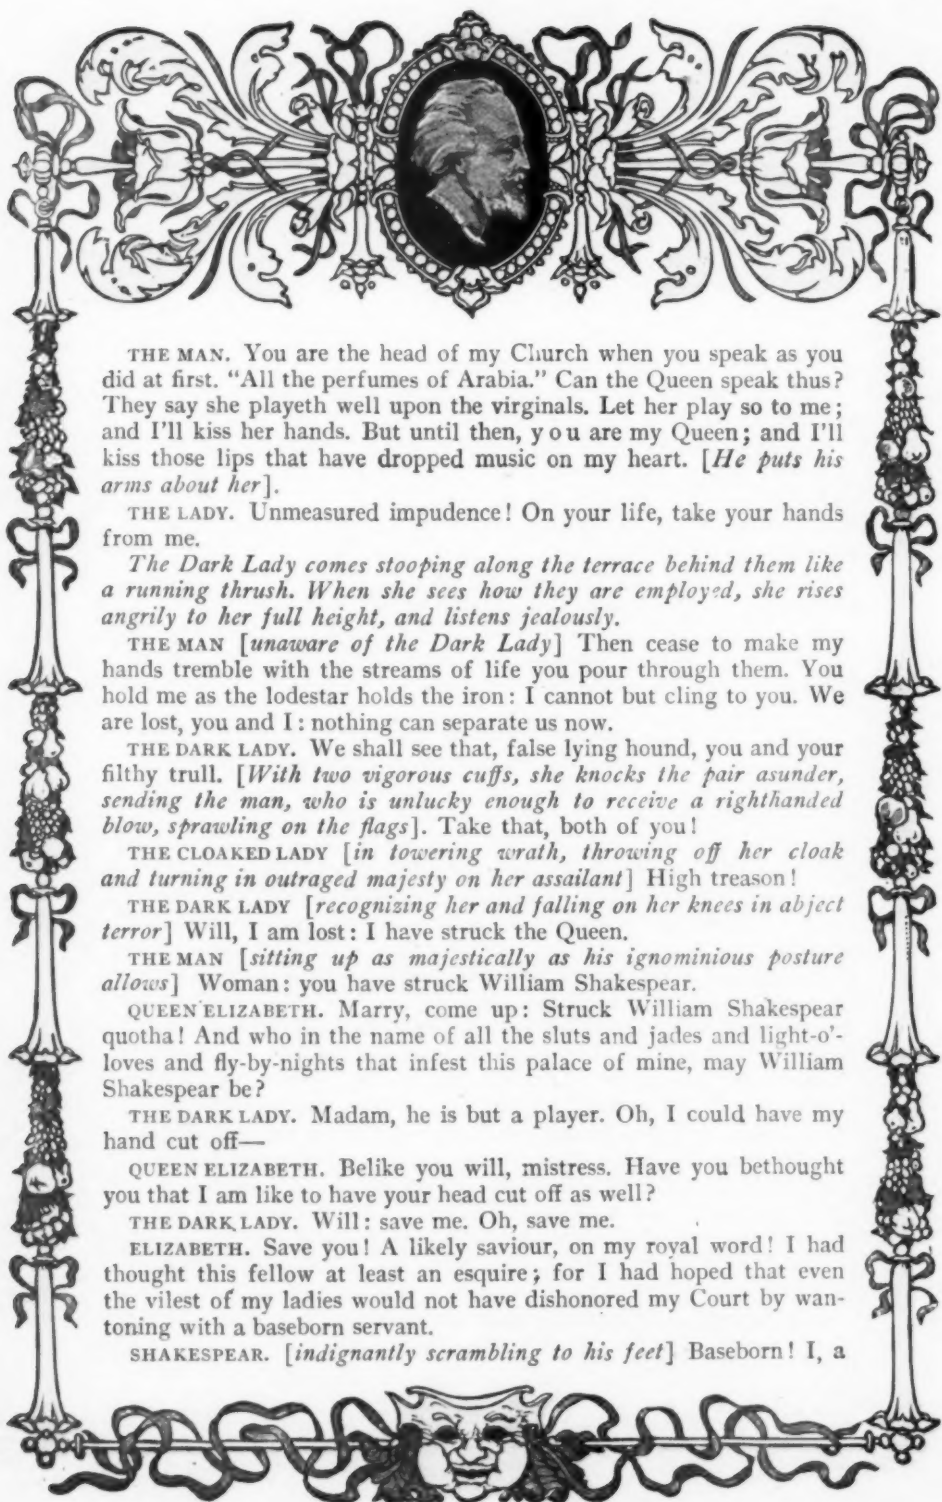 THE MAN. You are the head of my Church when you speak as you
did at first. “All the perfumes of Arabia.” Can the Queen speak thus?
They say she playeth well upon the virginals. Let her play so to me;
and I'll kiss her hands. But until then, you are my Queen; and I'll
kiss those lips that have dropped music on my heart. [He puts his
arms about her].
THE LADY. Unmeasured impudence! On your life, take your hands
from me.
The Dark Lady comes stooping along the terrace behind them like
a running thrush. When she sees how they are employed, she rises
angrily to her full height, and listens jealously.
THE MAN [unaware of the Dark Lady] Then cease to make my
hands tremble with the streams of life you pour through them. You
hold me as the lodestar holds the iron: I cannot but cling to you. We
are lost, you and I: nothing can separate us now.
THE DARK LADY. We shall see that, false lying hound, you and your
filthy trull. [With two vigorous cuffs, she knocks the pair asunder,
sending the man, who is unlucky enough to receive a righthanded
blow, sprawling on the flags]. Take that, both of you!
THE CLOAKED LADY [in towering wrath, throwing off her cloak
and turning in outraged majesty on her assailant] High treason!
THE DARK LADY [recognizing her and falling on her knees in abject
terror] Will, I am lost: I have struck the Queen.
THE MAN [sitting up as majestically as his ignominious posture
allows] Woman: you have struck William Shakespear.
QUEEN ELIZABETH. Marry, come up: Struck William Shakespear
quotha! And who in the name of all the sluts and jades and light-o'-
loves and fly-by-nights that infest this palace of mine, may William
Shakespear be?
THE DARK LADY. Madam, he is but a player. Oh, I could have my
hand cut off—
QUEEN ELIZABETH. Belike you will, mistress. Have you bethought
you that I am like to have your head cut off as well?
THE DARK LADY. Will: save me. Oh, save me.
ELIZABETH. Save you! A likely saviour, on my royal word! I had
thought this fellow at least an esquire; for I had hoped that even
the vilest of my ladies would not have dishonored my Court by wan-
toning with a baseborn servant.
SHAKESPEAR. [indignantly scrambling to his feet] Baseborn! I, a